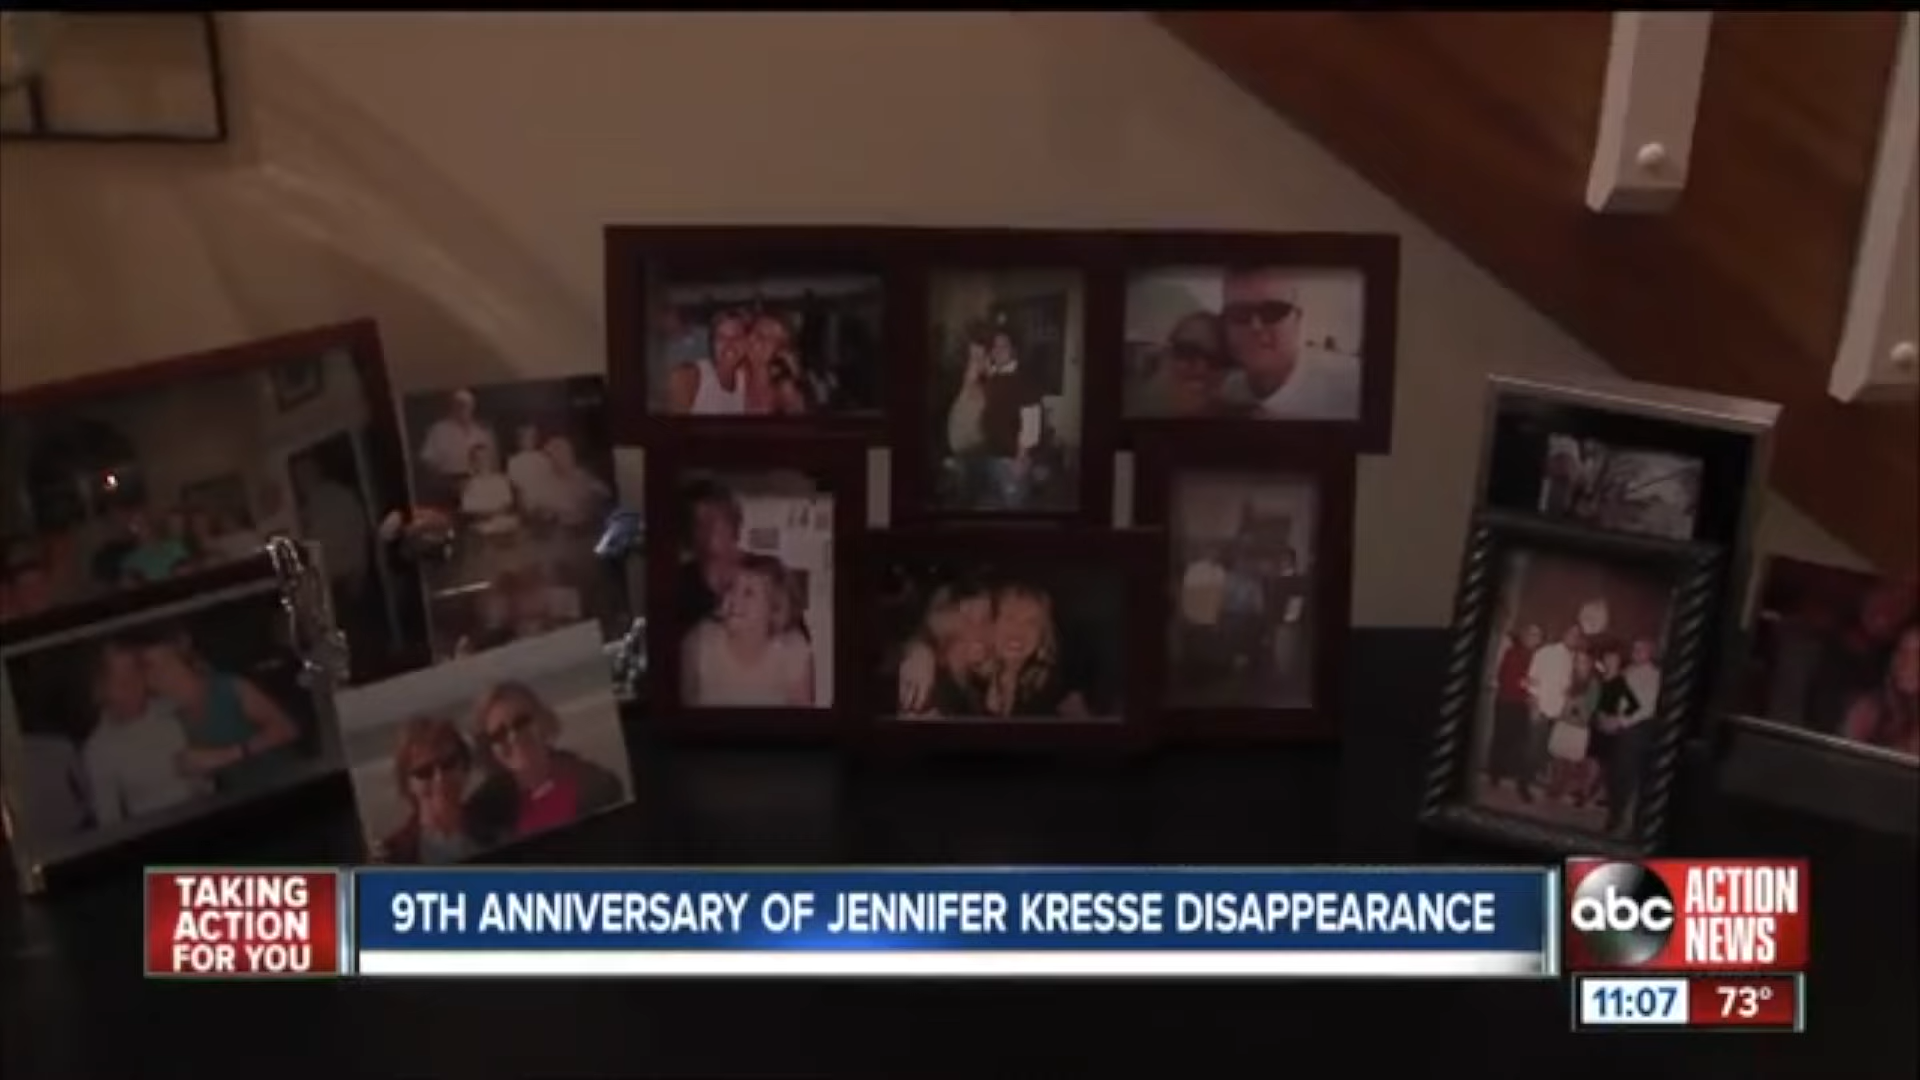 TAKING
ACTION
FOR YOU
9TH ANNIVERSARY OF JENNIFER KRESSE DISAPPEARANCE
abc
ACTION
NEWS
11:07 73°